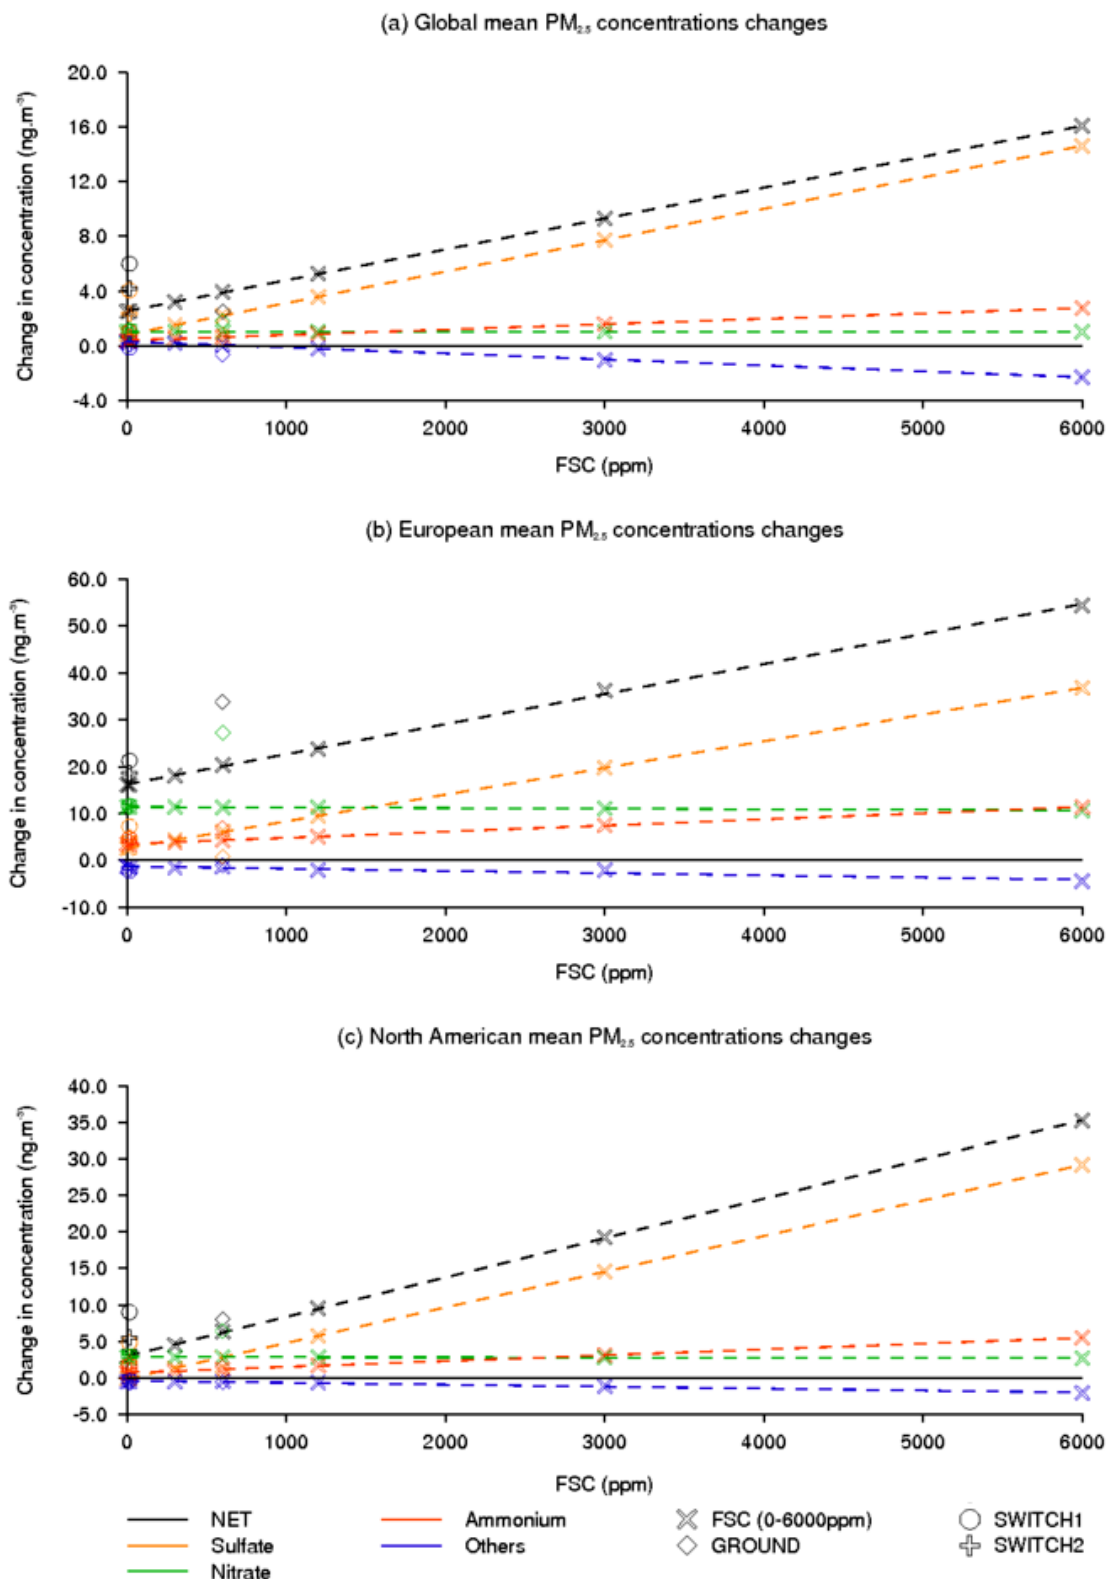 (a) Global mean PM2.5 concentrations changes
Change in concentration (ng.m-3)
20.0
16.0
12.0
8.0
4.0
0.0
-4.0
0 1000 2000 3000 4000 5000 6000
FSC (ppm)
(b) European mean PM2.5 concentrations changes
Change in concentration (ng.m-3)
60.0
50.0
40.0
30.0
20.0
10.0
0.0
-10.0
0 1000 2000 3000 4000 5000 6000
FSC (ppm)
(c) North American mean PM2.5 concentrations changes
Change in concentration (ng.m-3)
40.0
35.0
30.0
25.0
20.0
15.0
10.0
5.0
0.0
-5.0
0 1000 2000 3000 4000 5000 6000
FSC (ppm)
NET Ammonium FSC (0-6000ppm) SWITCH1
Sulfate Others GROUND SWITCH2
Nitrate